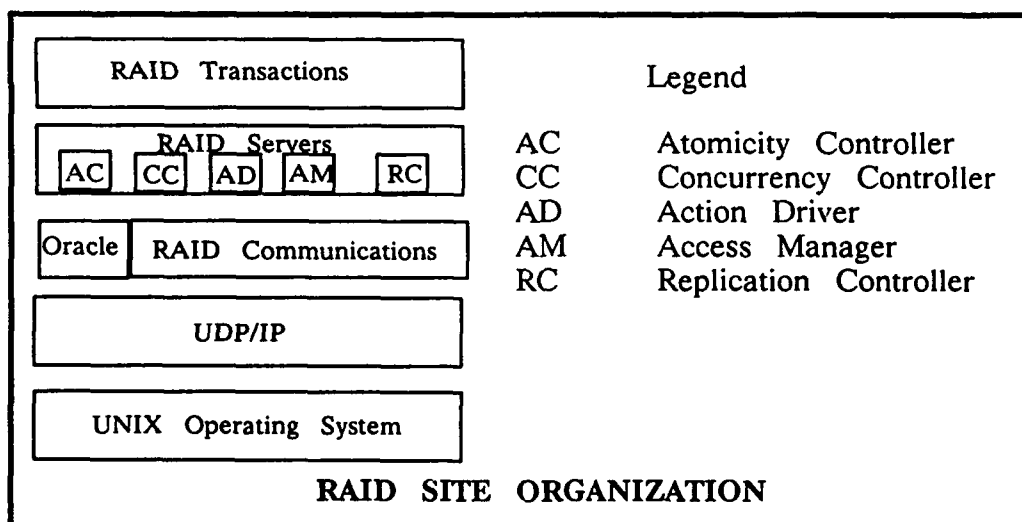 RAID Transactions
RAID Servers
AC CC AD AM RC
Oracle RAID Communications
UDP/IP
UNIX Operating System
Legend
AC Atomicity Controller
CC Concurrency Controller
AD Action Driver
AM Access Manager
RC Replication Controller
RAID SITE ORGANIZATION